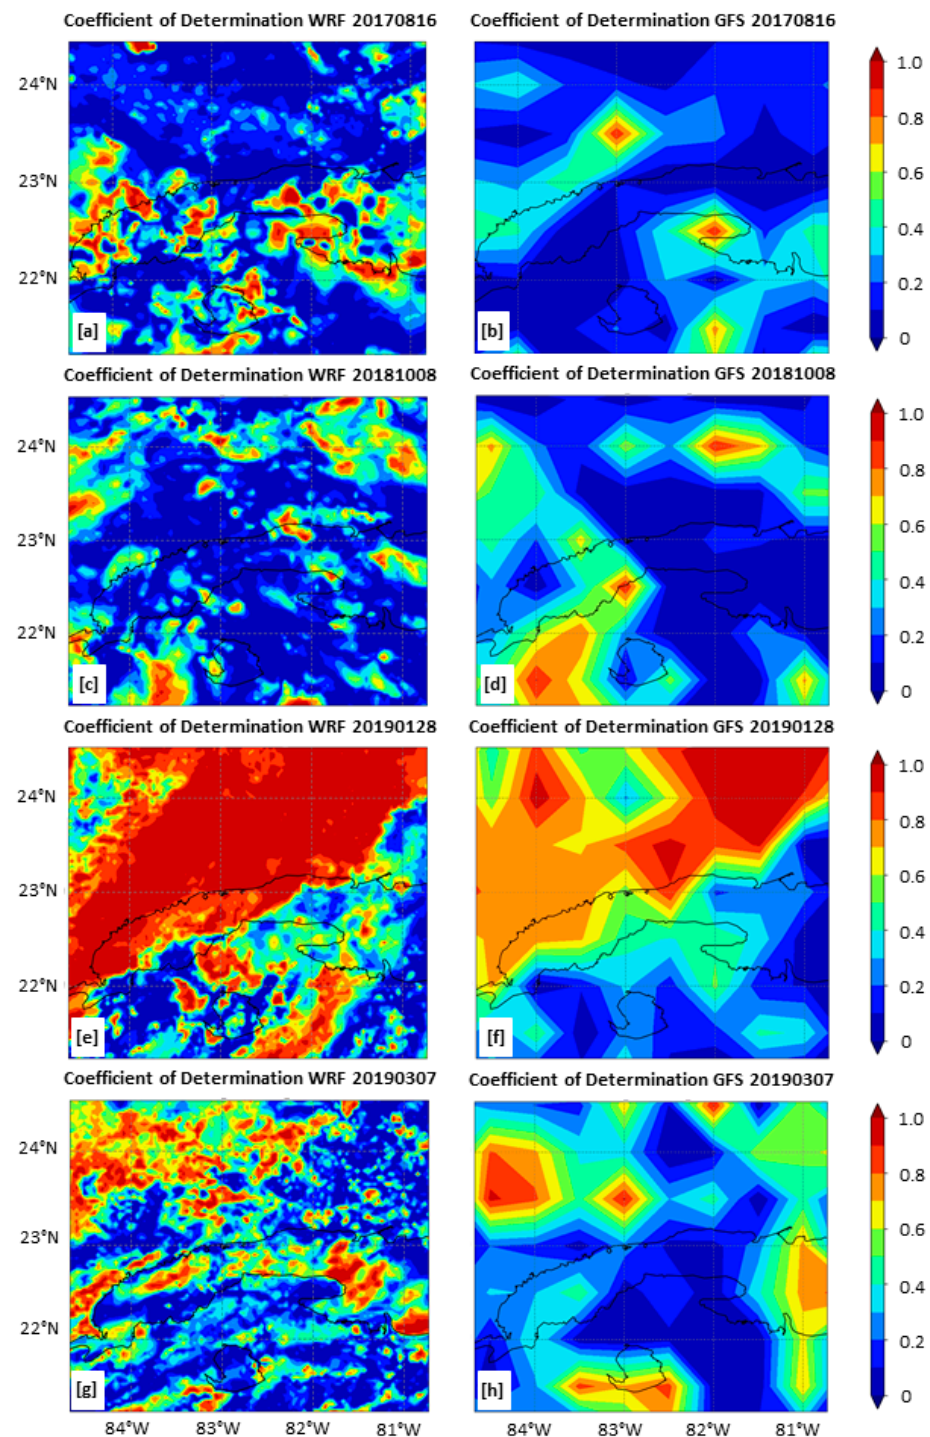 Coefficient of Determination WRF 20170816 Coefficient of Determination GFS 20170816
24°N
23°N
22°N
[a] [b]
1.0
0.8
0.6
0.4
0.2
0
Coefficient of Determination WRF 20181008 Coefficient of Determination GFS 20181008
24°N
23°N
22°N
[c] [d]
1.0
0.8
0.6
0.4
0.2
0
Coefficient of Determination WRF 20190128 Coefficient of Determination GFS 20190128
24°N
23°N
22°N
[e] [f]
1.0
0.8
0.6
0.4
0.2
0
Coefficient of Determination WRF 20190307 Coefficient of Determination GFS 20190307
24°N
23°N
22°N
[g] [h]
1.0
0.8
0.6
0.4
0.2
0
84°W 83°W 82°W 81°W 84°W 83°W 82°W 81°W